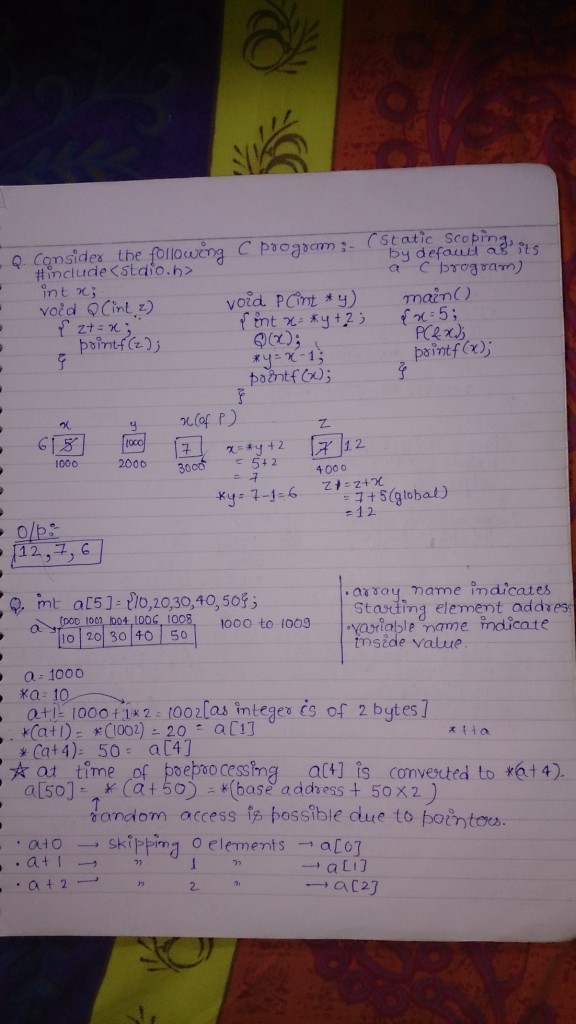 Q. Consider the following C program:- (Static Scoping,
by default as its
a C program)
#include<stdio.h>
int x;
void Q(int z)
{ z+=x;
printf(z);
}
void P(int *y)
{ int x=*y+2;
Q(x);
*y=x-1;
printf(x);
}
main()
{ x=5;
P(&x);
printf(x);
}
x y x(of P) z
6 5 1000 7 x=*y+2 7 12
1000 2000 3000 = 5+2 4000
= 7 z+=z+x
*y=7-1=6 =7+5(global)
=12
O/P:-
12, 7, 6
Q. int a[5]={10,20,30,40,50};
1000 1002 1004 1006 1008
a 10 20 30 40 50 1000 to 1009
• array name indicates
Starting element address
• variable name indicate
inside value.
a=1000
*a=10
a+1=1000+1*2=1002[as integer is of 2 bytes]
*(a+1)=*(1002)=20=a[1] *1+a
*(a+4)=50=a[4]
☆ at time of preprocessing a[4] is converted to *(a+4).
a[50]=*(a+50)=*(base address+50×2)
↑
random access is possible due to pointers.
• a+0 → skipping 0 elements → a[0]
• a+1 → " 1 " → a[1]
• a+2 → " 2 " → a[2]